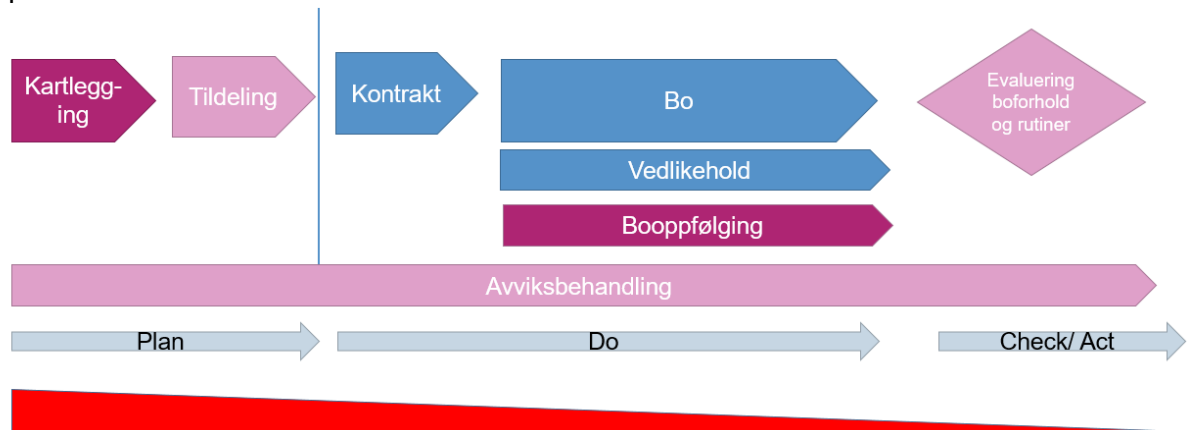 Kartlegg-
ing
Tildeling
Kontrakt
Bo
Evaluering
boforhold
og rutiner
Vedlikehold
Booppfølging
Avviksbehandling
Plan
Do
Check/ Act